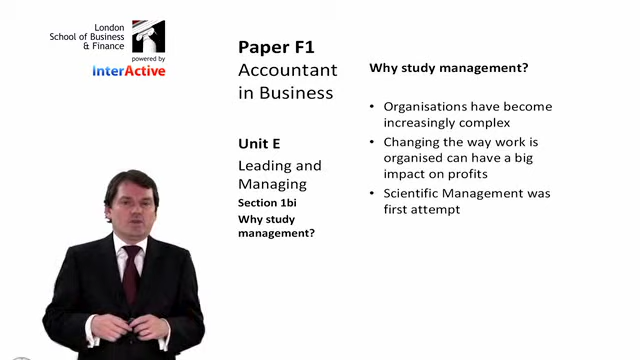 London
School of Business
& Finance
powered by
InterActive
Paper F1
Accountant
in Business
Unit E
Leading and
Managing
Section 1bi
Why study
management?
Why study management?
• Organisations have become
increasingly complex
• Changing the way work is
organised can have a big
impact on profits
• Scientific Management was
first attempt